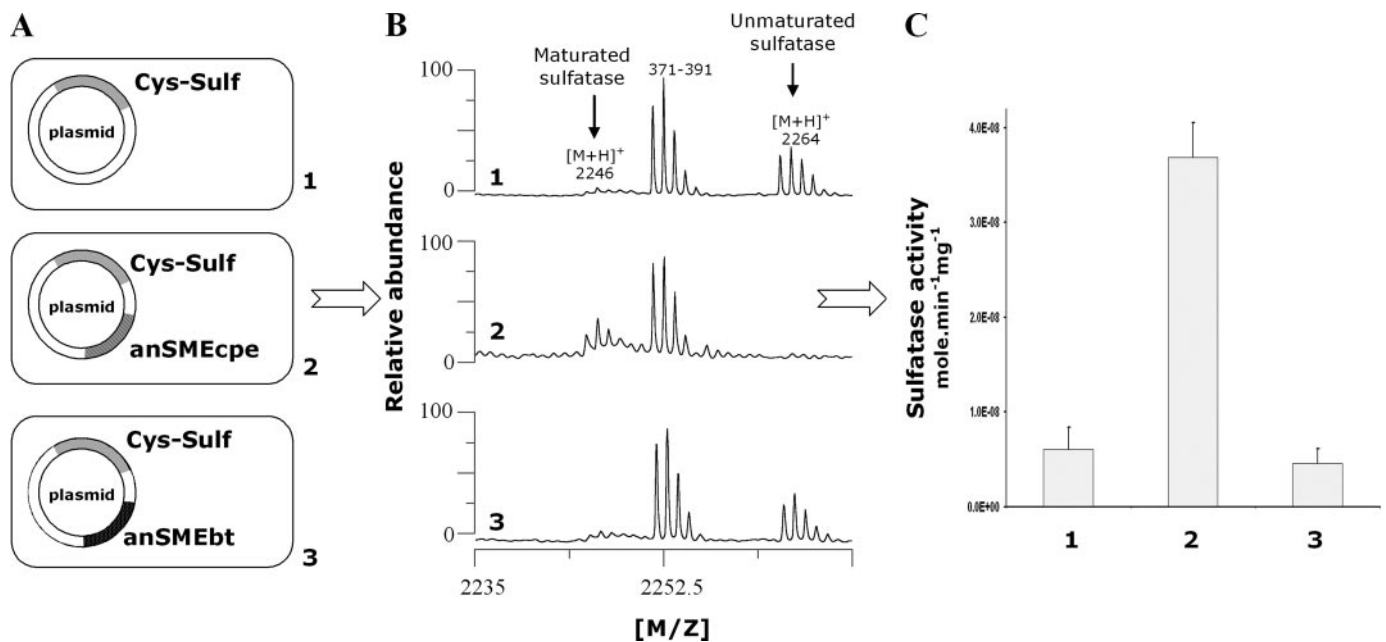 A
Cys-Sulf
plasmid
1
Cys-Sulf
plasmid
anSMEcpe
2
Cys-Sulf
plasmid
anSMEbt
3
B
Relative abundance
Maturated
sulfatase
[M+H]+
2246
371-391
Unmaturated
sulfatase
[M+H]+
2264
100
0
1
100
0
2
100
0
3
2235
2252.5
[M/Z]
C
Sulfatase activity
mole.min-1mg-1
4.0E-08
3.0E-08
2.0E-08
1.0E-08
0.0E+00
1
2
3